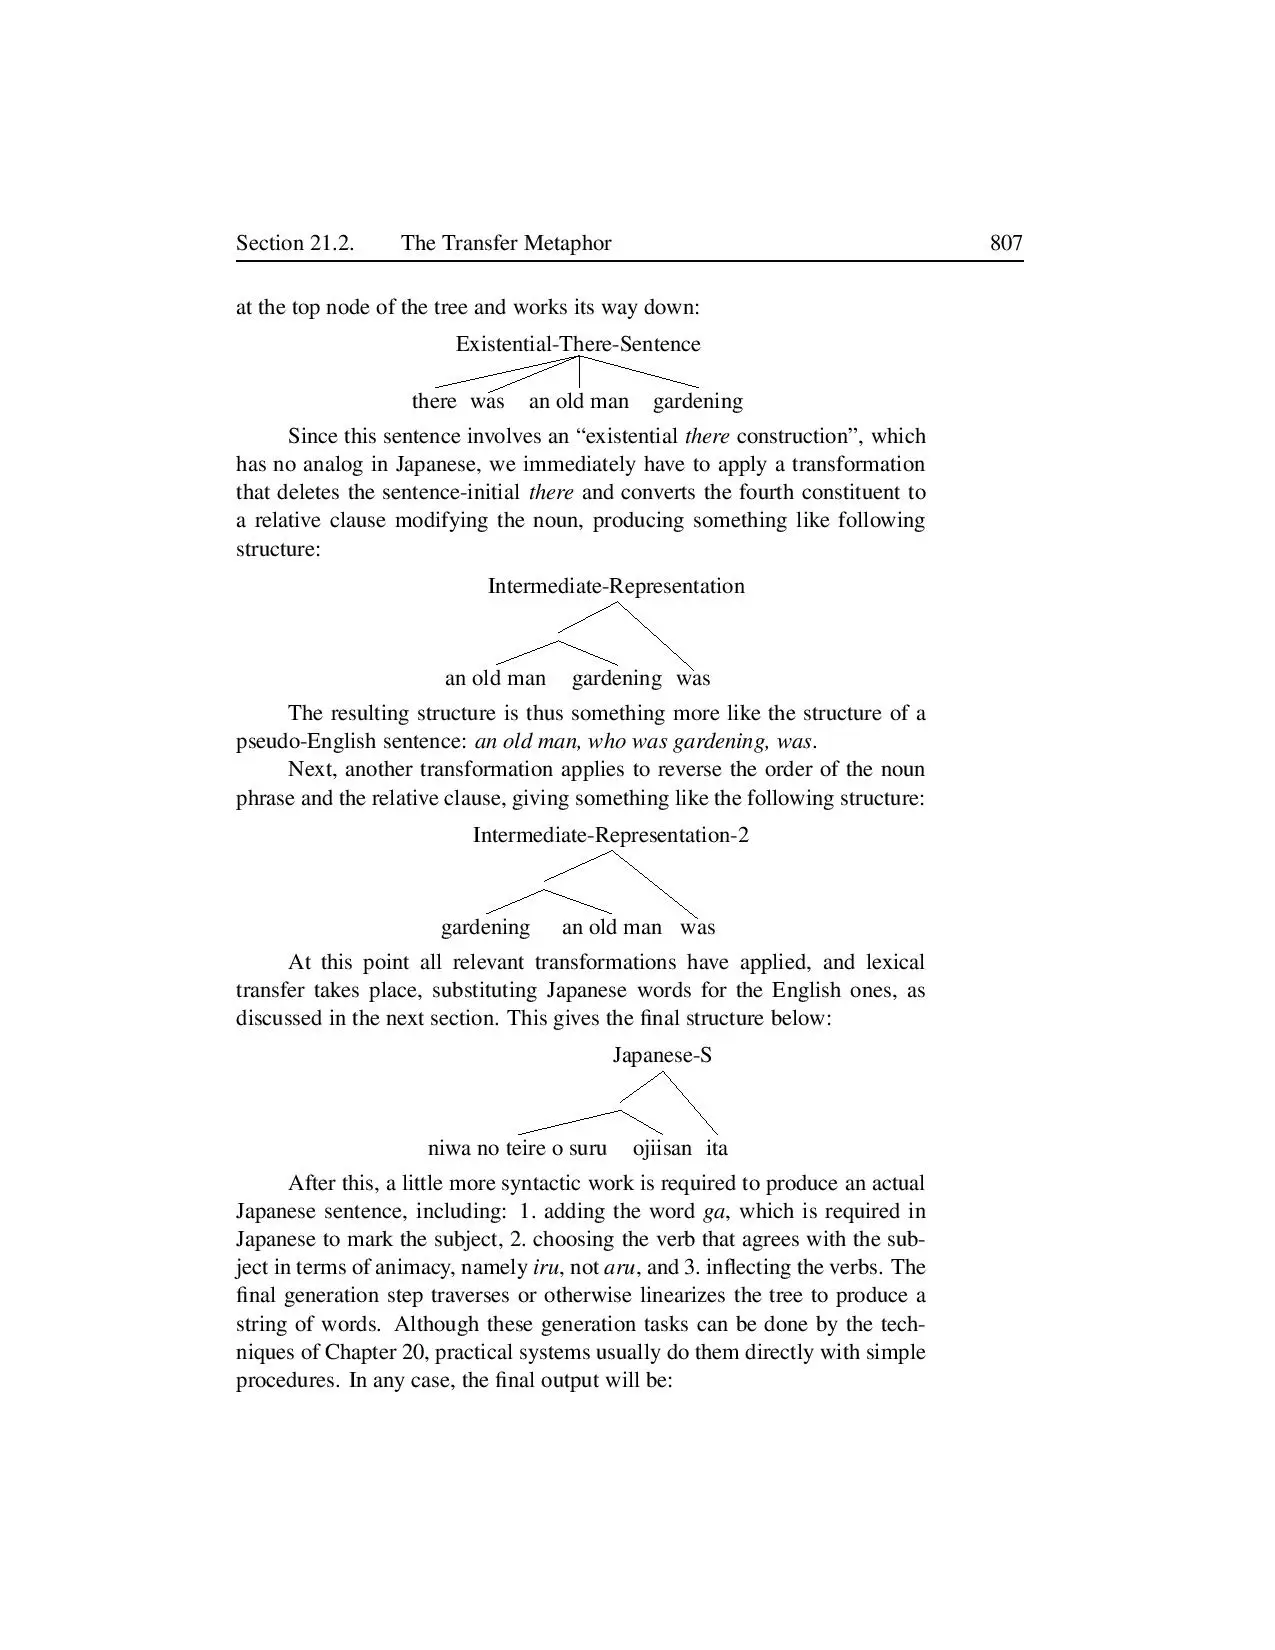 Section 21.2. The Transfer Metaphor 807
at the top node of the tree and works its way down:
Existential-There-Sentence
there was an old man gardening
Since this sentence involves an “existential there construction”, which
has no analog in Japanese, we immediately have to apply a transformation
that deletes the sentence-initial there and converts the fourth constituent to
a relative clause modifying the noun, producing something like following
structure:
Intermediate-Representation
an old man gardening was
The resulting structure is thus something more like the structure of a
pseudo-English sentence: an old man, who was gardening, was.
Next, another transformation applies to reverse the order of the noun
phrase and the relative clause, giving something like the following structure:
Intermediate-Representation-2
gardening an old man was
At this point all relevant transformations have applied, and lexical
transfer takes place, substituting Japanese words for the English ones, as
discussed in the next section. This gives the final structure below:
Japanese-S
niwa no teire o suru ojiisan ita
After this, a little more syntactic work is required to produce an actual
Japanese sentence, including: 1. adding the word ga, which is required in
Japanese to mark the subject, 2. choosing the verb that agrees with the sub-
ject in terms of animacy, namely iru, not aru, and 3. inflecting the verbs. The
final generation step traverses or otherwise linearizes the tree to produce a
string of words. Although these generation tasks can be done by the tech-
niques of Chapter 20, practical systems usually do them directly with simple
procedures. In any case, the final output will be: